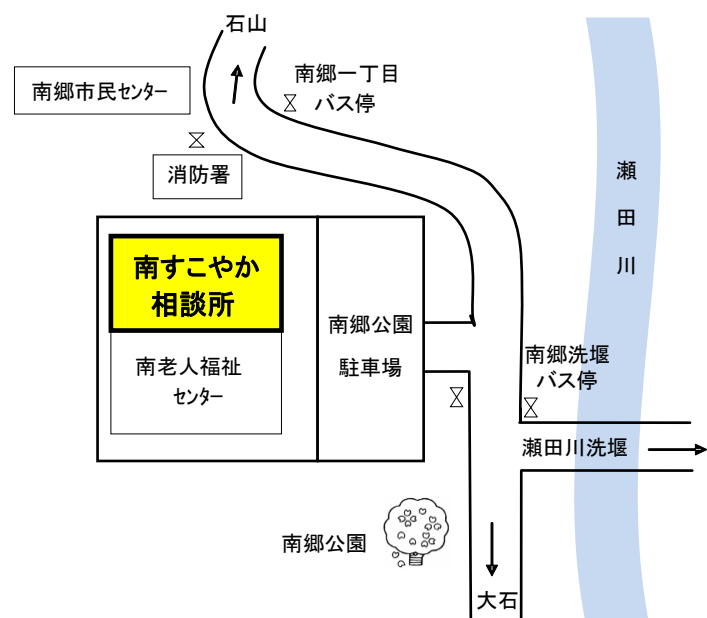 石山
南郷市民センター
南郷一丁目
バス停
消防署
瀬田川
南すこやか
相談所
南老人福祉
センター
南郷公園
駐車場
南郷洗堰
バス停
瀬田川洗堰
南郷公園
大石